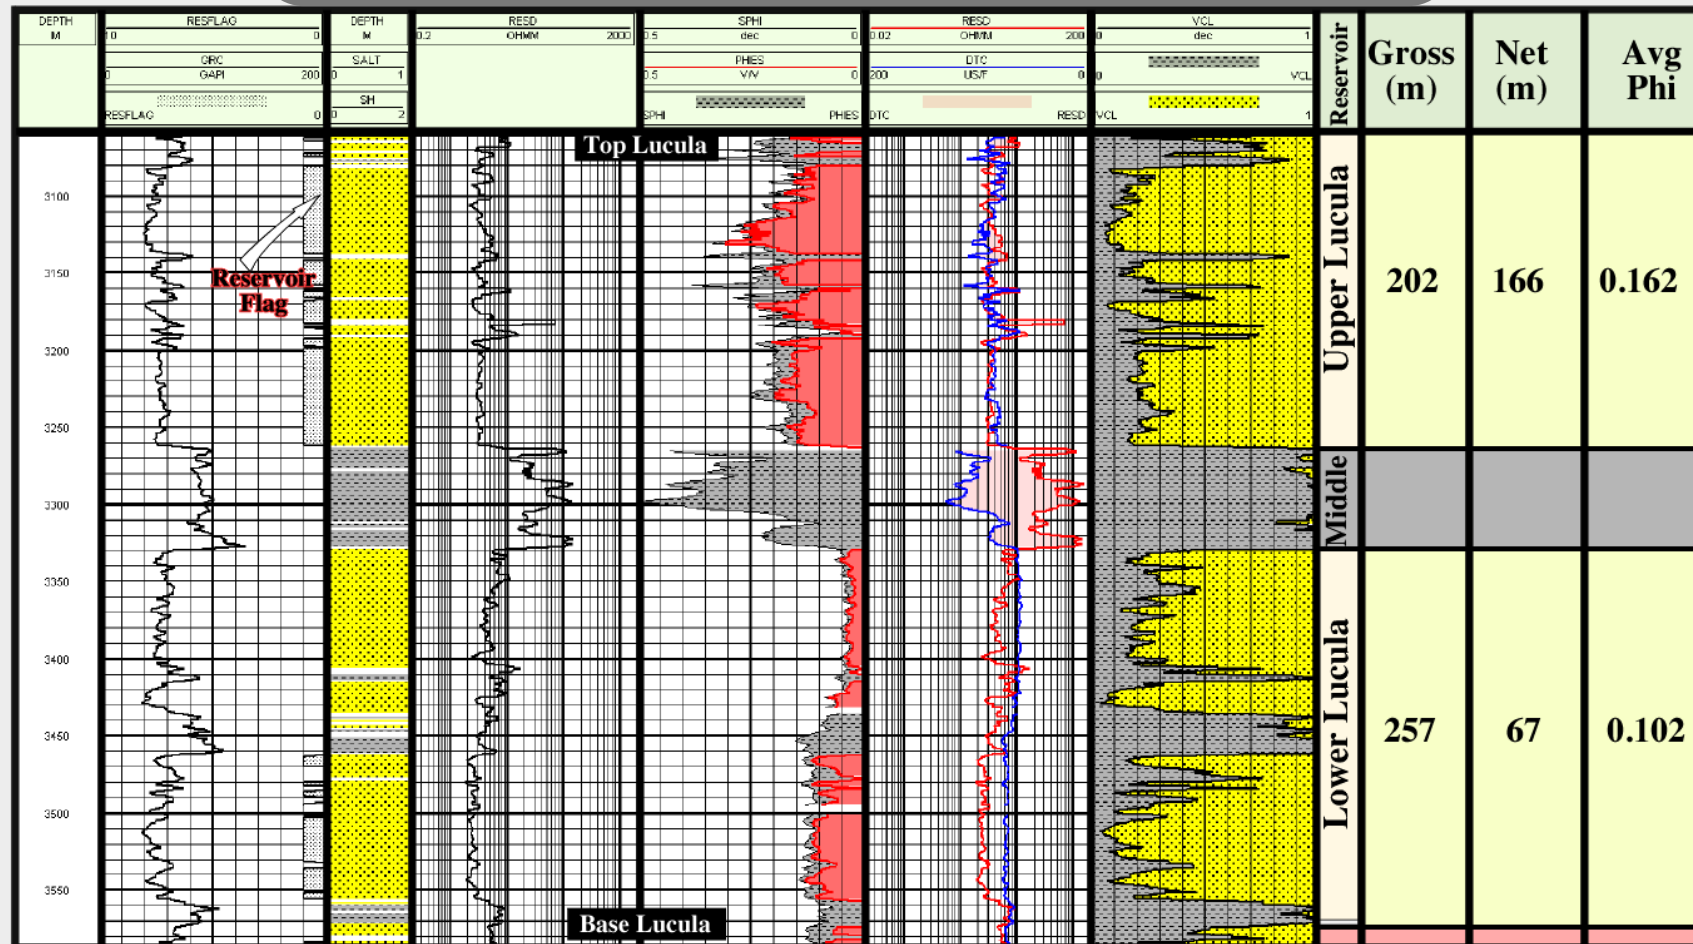 DEPTH
M
RESFLAG
10 0
GRC
0 GAPI 200
RESFLAG 0
DEPTH
M
SALT
0 1
SH
0 2
RESD
0.2 OHMM 2000
SPHI
0.5 dec 0
PHIES
0.5 V/V 0
SPHI PHIES
RESD
0.02 OHMM 200
DTC
200 US/F 0
DTC RESD
VCL
0 dec 1
0 VCL
VCL 1
Reservoir
Gross
(m)
Net
(m)
Avg
Phi
Top Lucula
3100
3150
3200
3250
3300
3350
3400
3450
3500
3550
Reservoir
Flag
Upper Lucula
202 166 0.162
Middle
Lower Lucula
257 67 0.102
Base Lucula